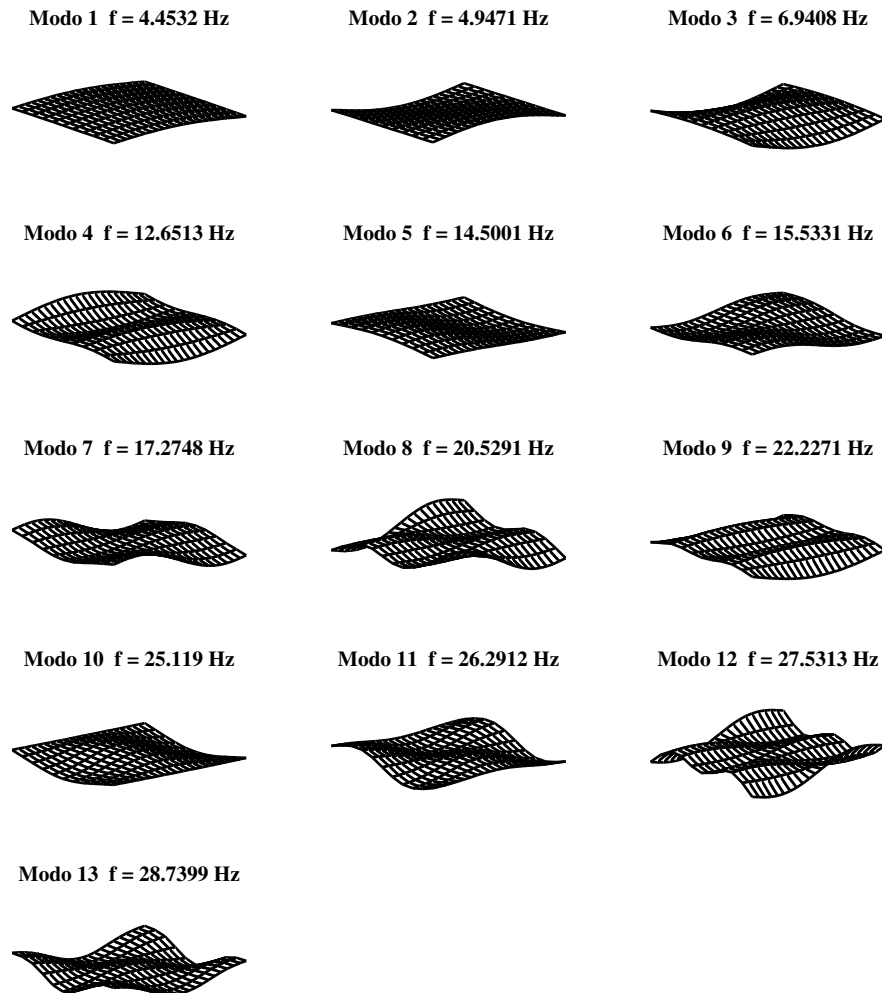 Modo 1 f = 4.4532 Hz
Modo 2 f = 4.9471 Hz
Modo 3 f = 6.9408 Hz
Modo 4 f = 12.6513 Hz
Modo 5 f = 14.5001 Hz
Modo 6 f = 15.5331 Hz
Modo 7 f = 17.2748 Hz
Modo 8 f = 20.5291 Hz
Modo 9 f = 22.2271 Hz
Modo 10 f = 25.119 Hz
Modo 11 f = 26.2912 Hz
Modo 12 f = 27.5313 Hz
Modo 13 f = 28.7399 Hz